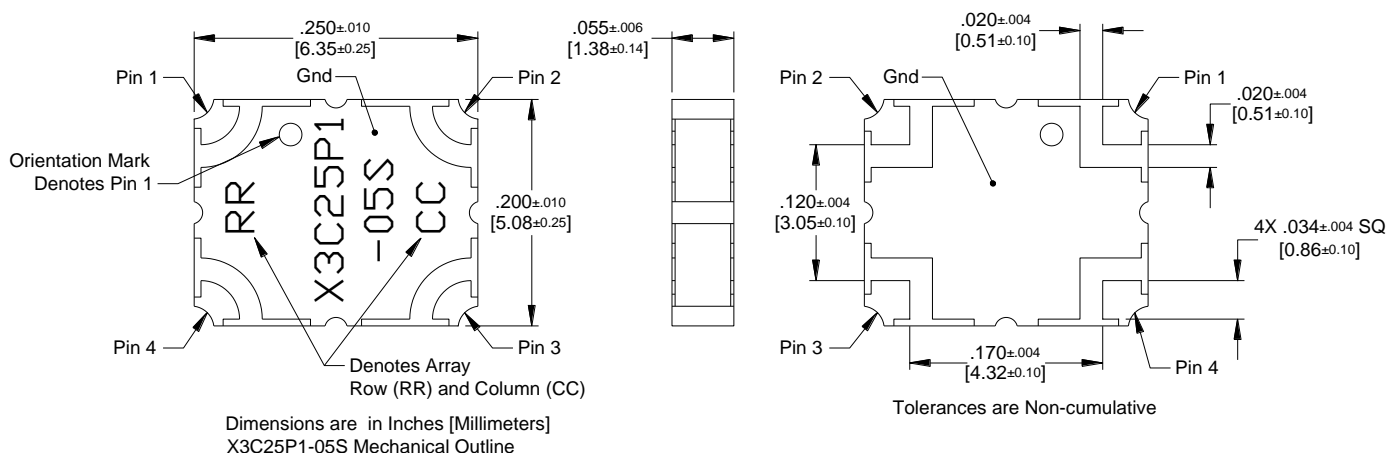 .250±.010
[6.35±0.25]
.055±.006
[1.38±0.14]
.020±.004
[0.51±0.10]
Pin 1
Gnd
Pin 2
Pin 2
Gnd
Pin 1
.020±.004
[0.51±0.10]
Orientation Mark
Denotes Pin 1
RR
X3C25P1
-05S
CC
.200±.010
[5.08±0.25]
.120±.004
[3.05±0.10]
4X .034±.004 SQ
[0.86±0.10]
Pin 4
Pin 3
Denotes Array
Row (RR) and Column (CC)
Pin 3
.170±.004
[4.32±0.10]
Pin 4
Tolerances are Non-cumulative
Dimensions are in Inches [Millimeters]
X3C25P1-05S Mechanical Outline